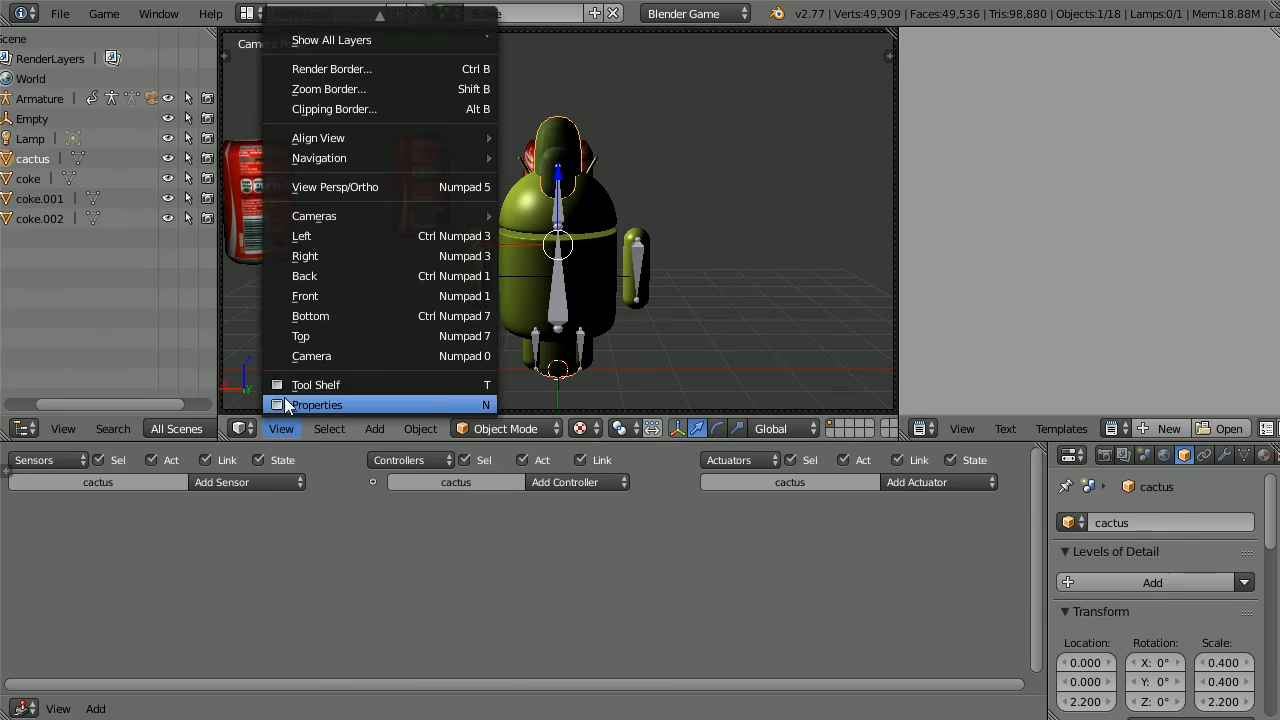 File Game Window Help
Scene
Blender Game
v2.77 | Verts:49,909 | Faces:49,536 | Tris:98,880 | Objects:1/18 | Lamps:0/1 | Mem:18.88M |
Scene
RenderLayers
World
Armature
Empty
Lamp
cactus
coke
coke.001
coke.002
View Search All Scenes
Show All Layers `
Render Border... Ctrl B
Zoom Border... Shift B
Clipping Border... Alt B
Align View
Navigation
View Persp/Ortho Numpad 5
Cameras
Left Ctrl Numpad 3
Right Numpad 3
Back Ctrl Numpad 1
Front Numpad 1
Bottom Ctrl Numpad 7
Top Numpad 7
Camera Numpad 0
Tool Shelf T
Properties N
View Select Add Object Object Mode Global
View Text Templates New Open
Sensors Sel Act Link State
cactus Add Sensor
Controllers Sel Act Link
cactus Add Controller
Actuators Sel Act Link State
cactus Add Actuator
cactus
cactus
Levels of Detail
Add
Transform
Location: Rotation: Scale:
0.000 X: 0° 0.400
0.000 Y: 0° 0.400
2.200 Z: 0° 2.200
View Add